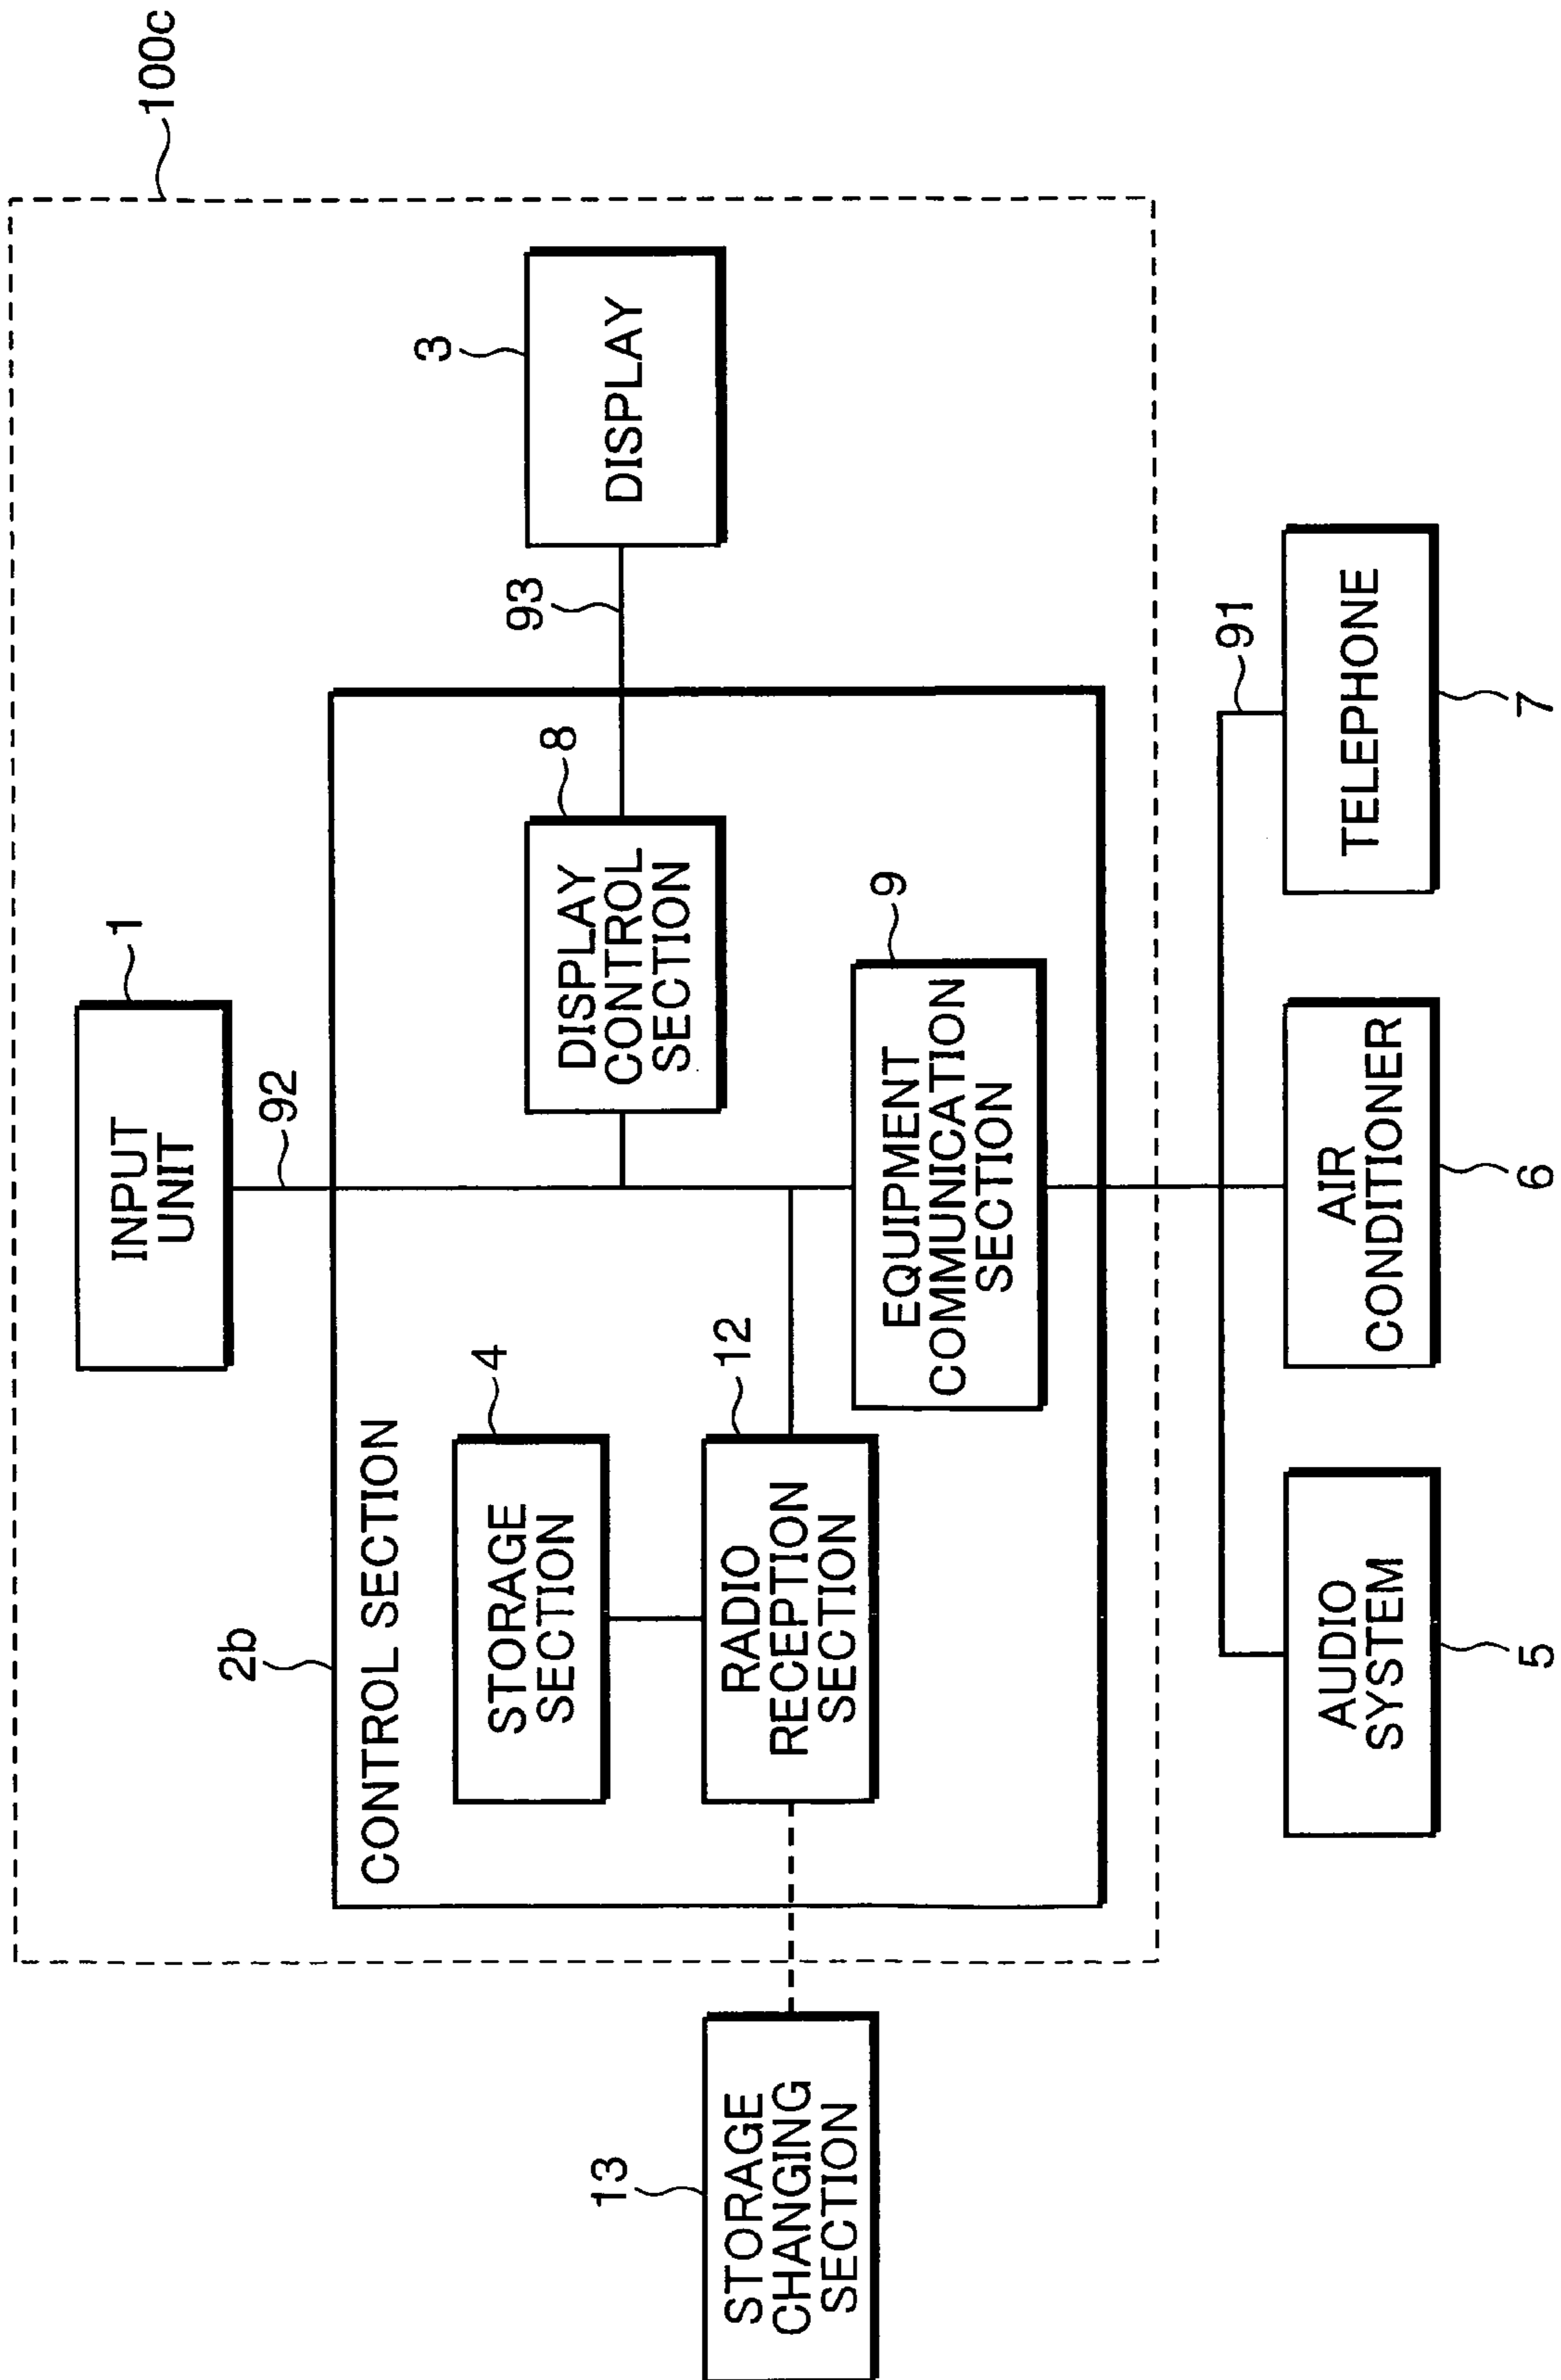 100c
1
INPUT
UNIT
92
3
DISPLAY
93
2b
CONTROL SECTION
8
DISPLAY
CONTROL
SECTION
4
STORAGE
SECTION
12
RADIO
RECEPTION
SECTION
9
EQUIPMENT
COMMUNICATION
SECTION
13
STORAGE
CHANGING
SECTION
91
AUDIO
SYSTEM
5
AIR
CONDITIONER
6
TELEPHONE
7